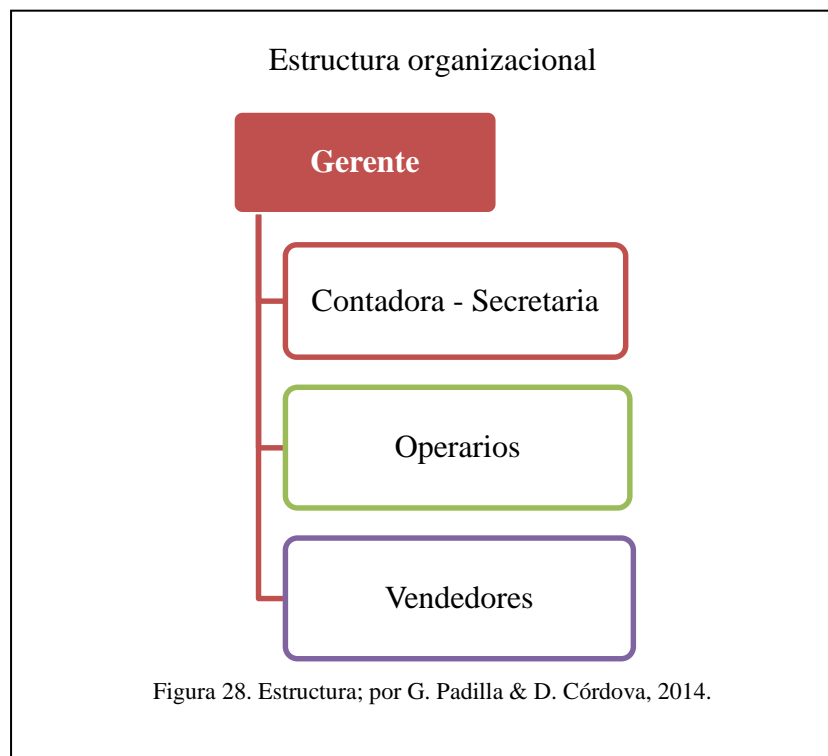 Estructura organizacional
Gerente
Contadora - Secretaria
Operarios
Vendedores
Figura 28. Estructura; por G. Padilla & D. Córdova, 2014.